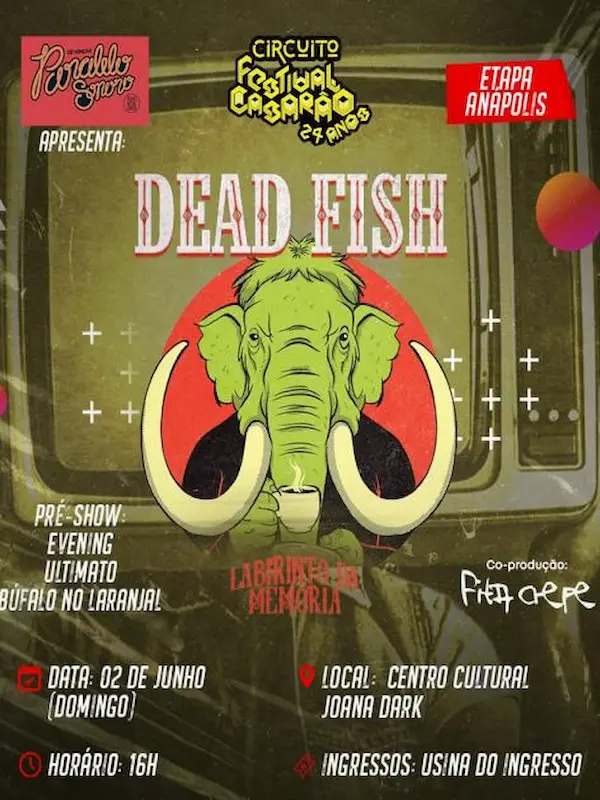 Paralelo
Sonoro
APRESENTA:
CIRCUITO
FESTIVAL
CASARÃO
24 ANOS
ETAPA
ANÁPOLIS
DEAD FISH
PRÉ-SHOW:
EVENING
ULTIMATO
BÚFALO NO LARANJAL
LABIRINTO DA
MEMÓRIA
Co-produção:
Fita crepe
DATA: 02 DE JUNHO
(DOMINGO)
LOCAL: CENTRO CULTURAL
JOANA DARK
HORÁRIO: 16H
INGRESSOS: USINA DO INGRESSO